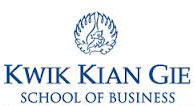 KWIK KIAN GIE
SCHOOL OF BUSINESS